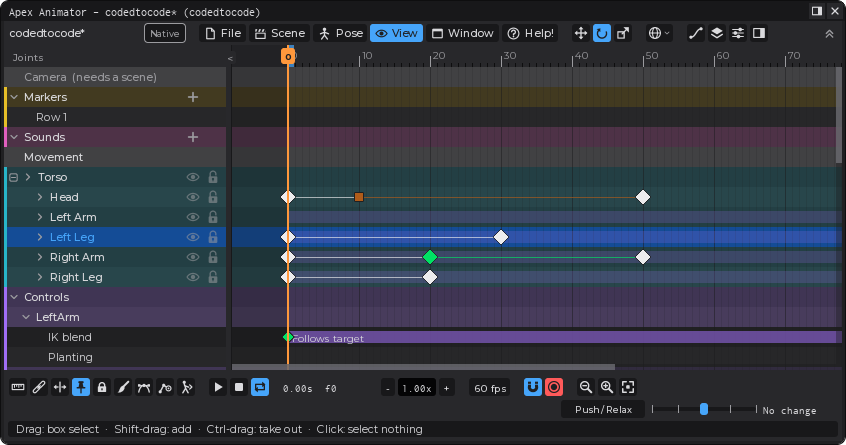 Apex Animator – codedtocode* (codedtocode)
codedtocode* Native File Scene Pose View Window Help!
Joints < 0 10 20 30 40 50 60 70
Camera (needs a scene)
Markers +
Row 1
Sounds +
Movement
Torso
Head
Left Arm
Left Leg
Right Arm
Right Leg
Controls
LeftArm
IK blend Follows target
Planting
0.00s f0 - 1.00x + 60 fps
Push/Relax No change
Drag: box select · Shift-drag: add · Ctrl-drag: take out · Click: select nothing